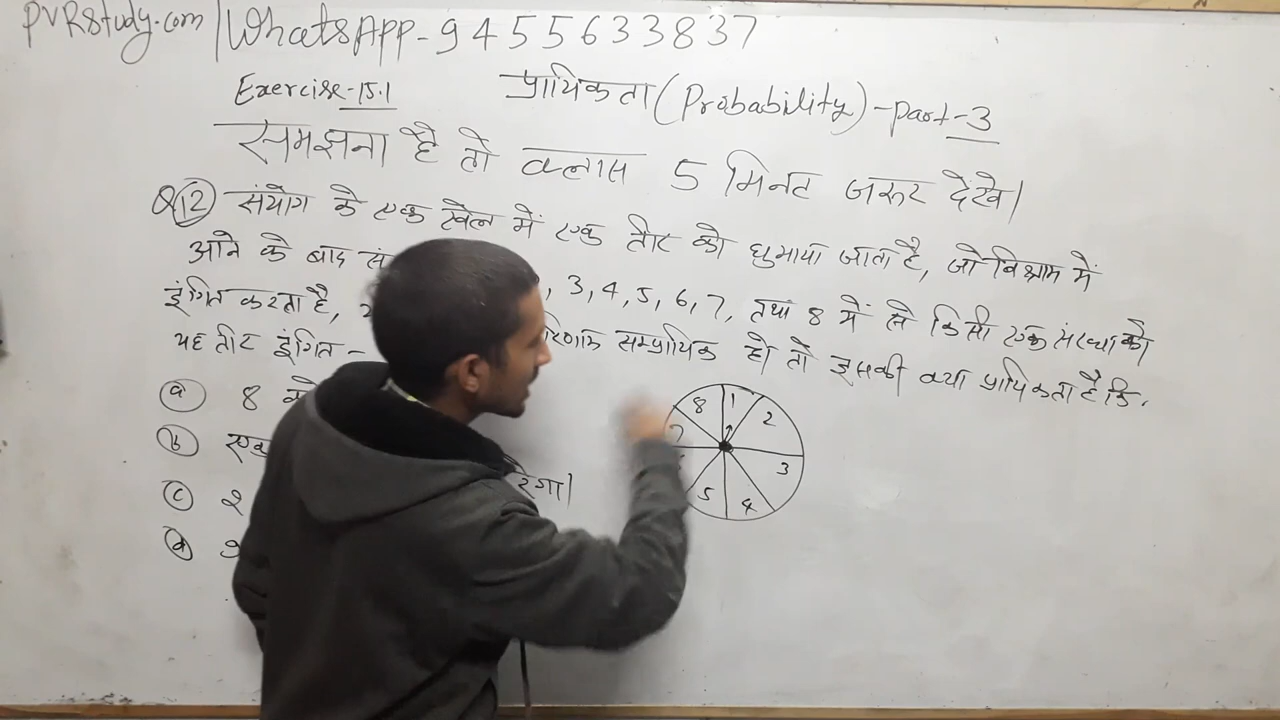 PVRStudy.com | WhatsApp-9455633837
Exercise-15.1 प्रायिकता (Probability)-part-3
समझना है तो क्लास 5 मिनट जरुर देखे।
Q12 संयोग के एक खेल में एक तीर को घुमाया जाता है, जो विश्राम में
आने के बाद सं
इंगित करता है, , 3, 4, 5, 6, 7, तथा 8 में से किसी एक संख्या को
यह तीर इंगित - सम्प्रायिक हो तो इसकी क्या प्रायिकता है कि.
(a) 8 को
(b) एक
रेगा।
(c) 2
(d)
8 1 2
7 3
5 4